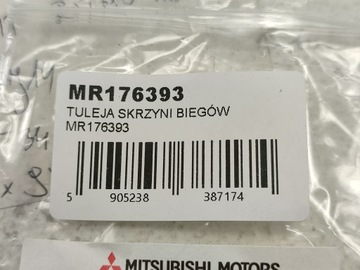 MR176393
TULEJA SKRZYNI BIEGÓW
MR176393
5 905238 387174
MITSUBISHI MOTORS